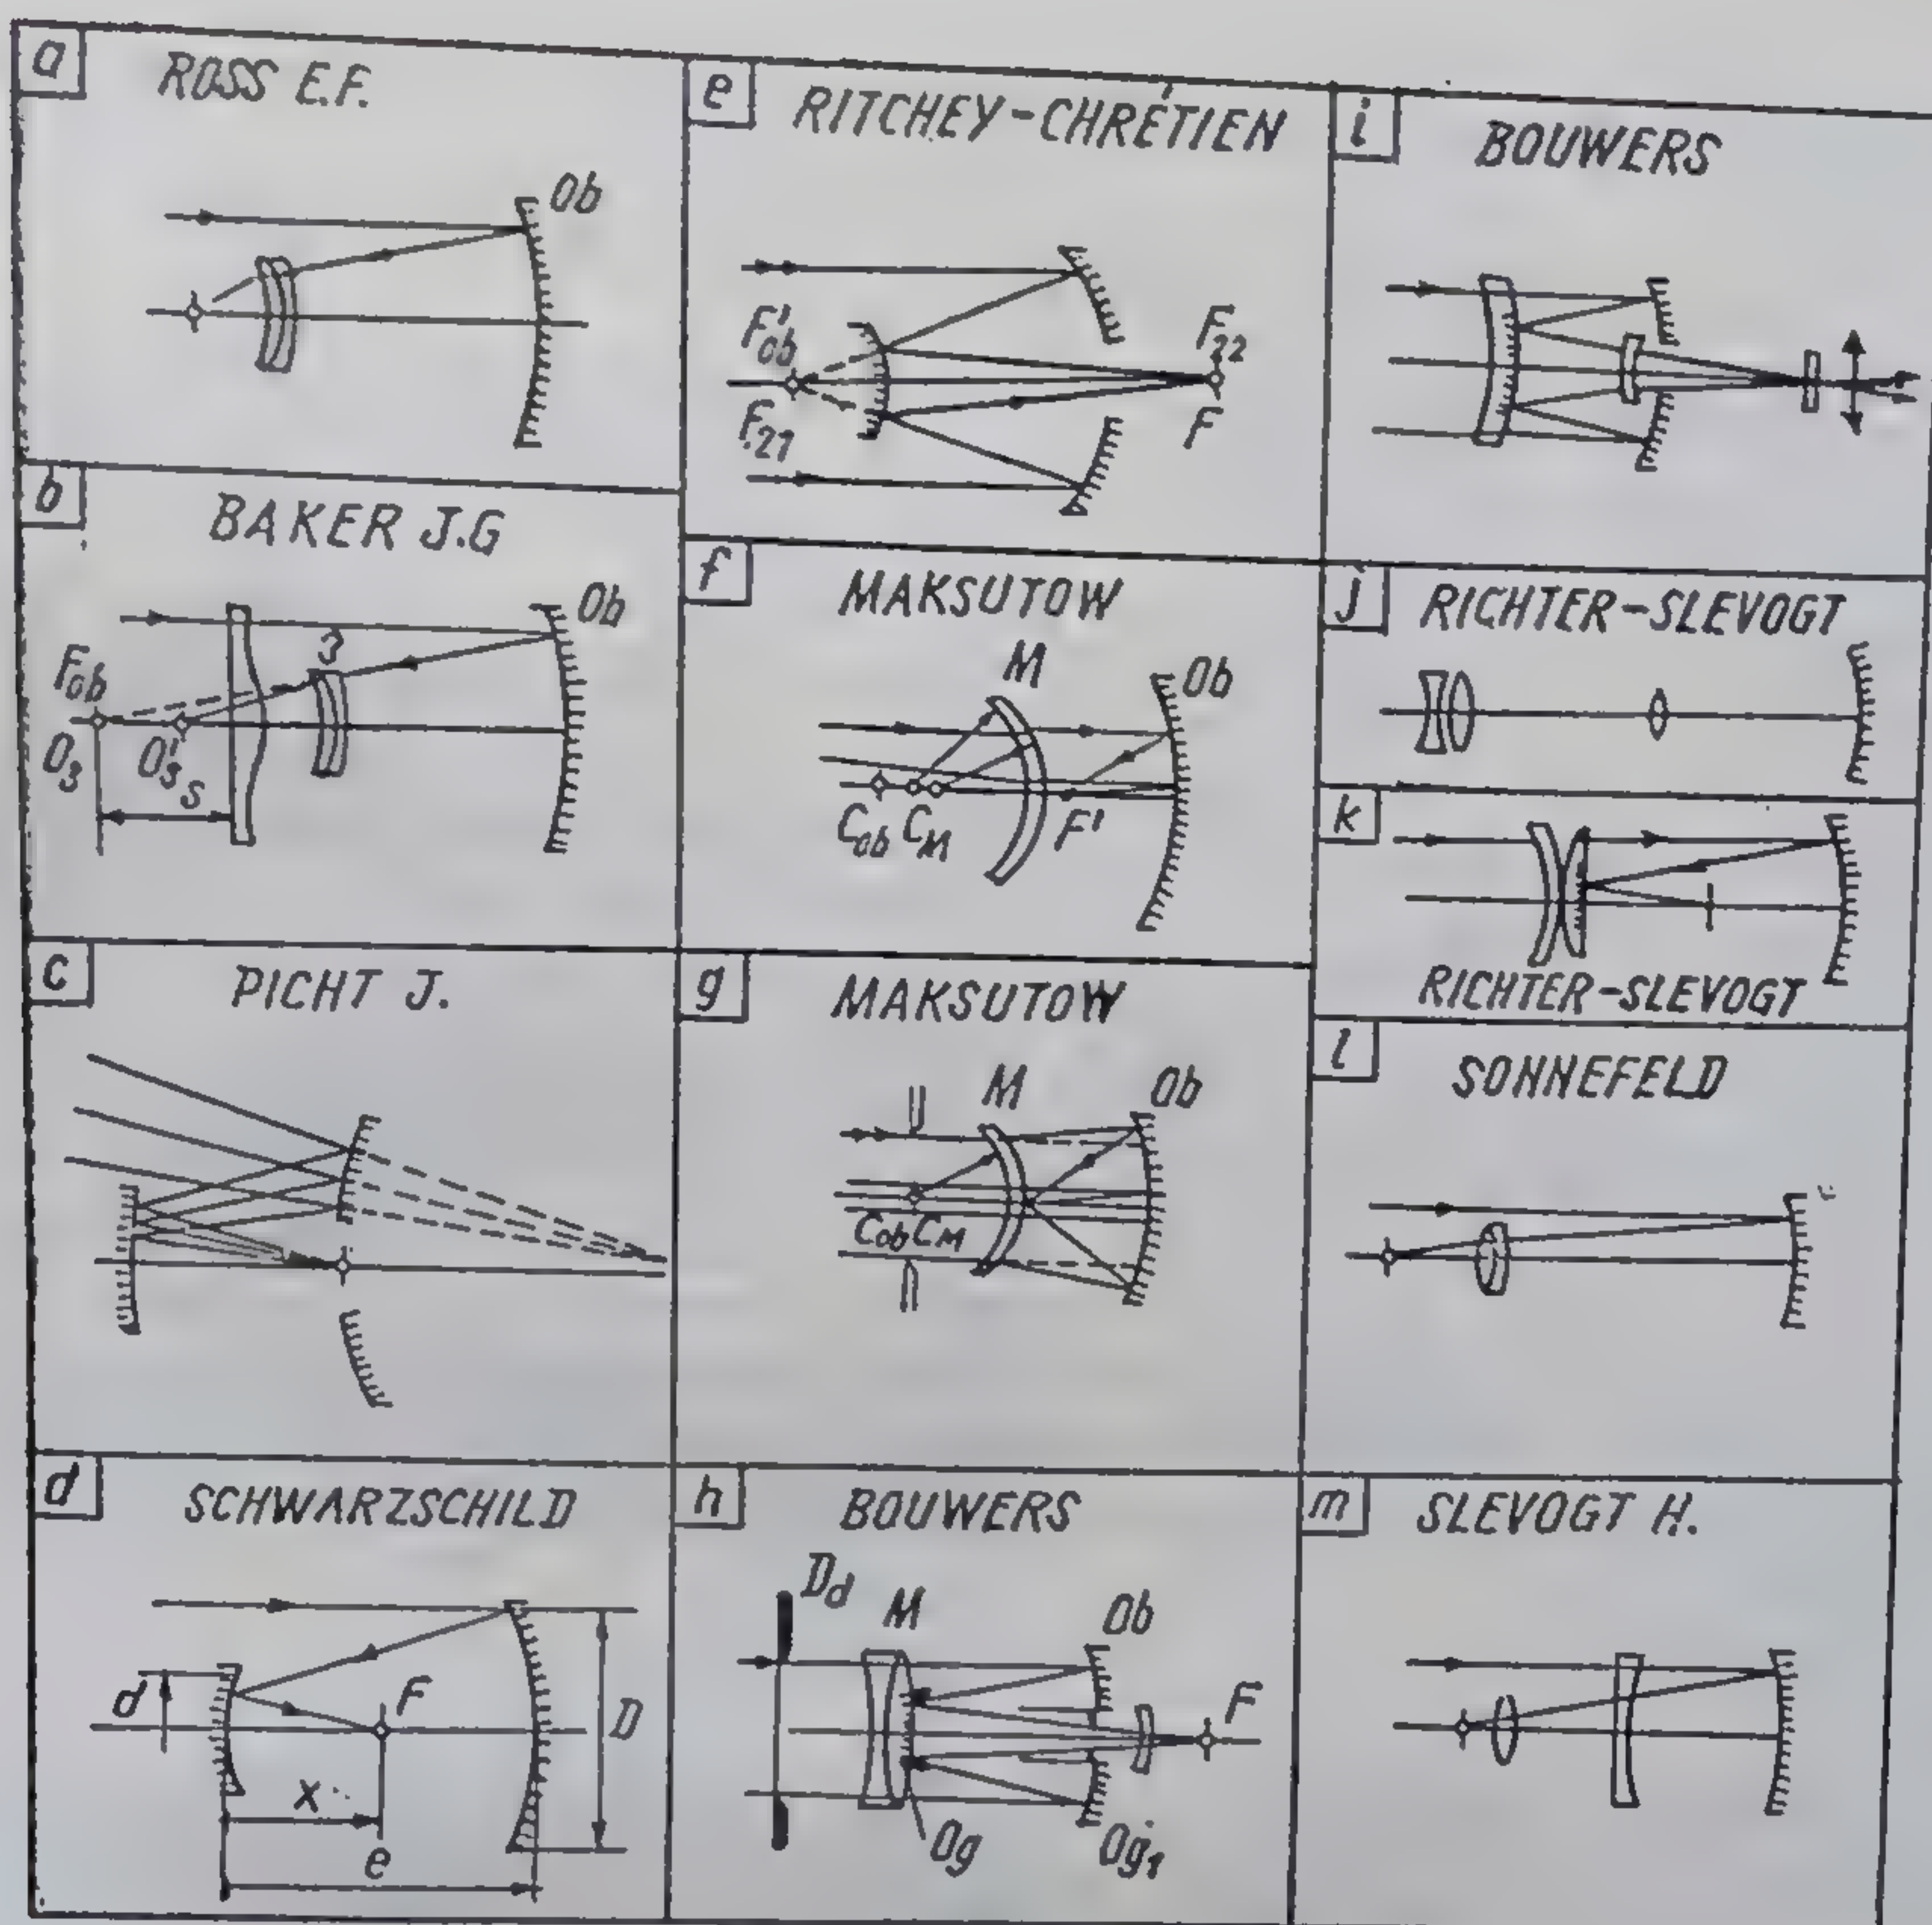 a
ROSS E.F.
Ob
b
BAKER J.G
Ob
3
F'ob
O3
O'3
S
c
PICHT J.
d
SCHWARZSCHILD
d
F
D
x
e
e
RITCHEY-CHRÉTIEN
F'ob
F21
F22
F
f
MAKSUTOW
M
Ob
Cob CM
F'
g
MAKSUTOW
M
Ob
Cob CM
h
BOUWERS
Dd
M
Ob
F
Og
Og1
i
BOUWERS
j
RICHTER-SLEVOGT
k
RICHTER-SLEVOGT
l
SONNEFELD
m
SLEVOGT H.